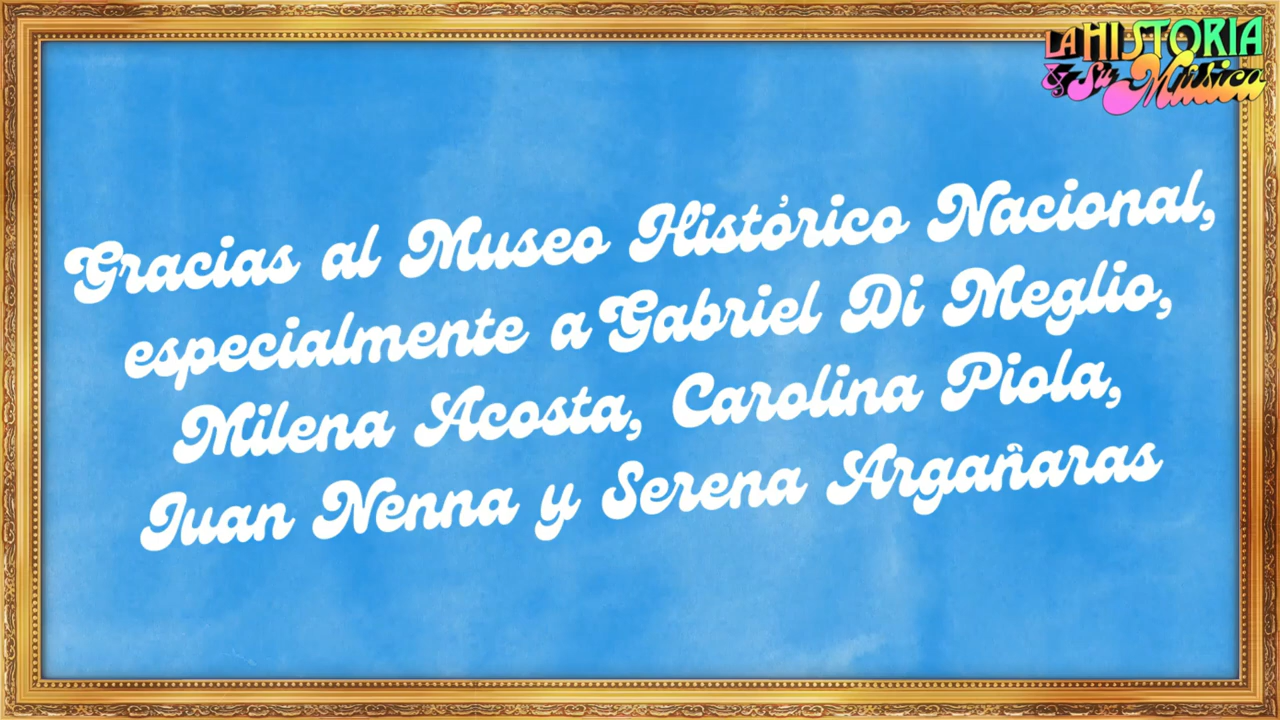 LA HISTORIA
& Su Música
Gracias al Museo Histórico Nacional,
especialmente a Gabriel Di Meglio,
Milena Acosta, Carolina Piola,
Juan Nenna y Serena Argañaras